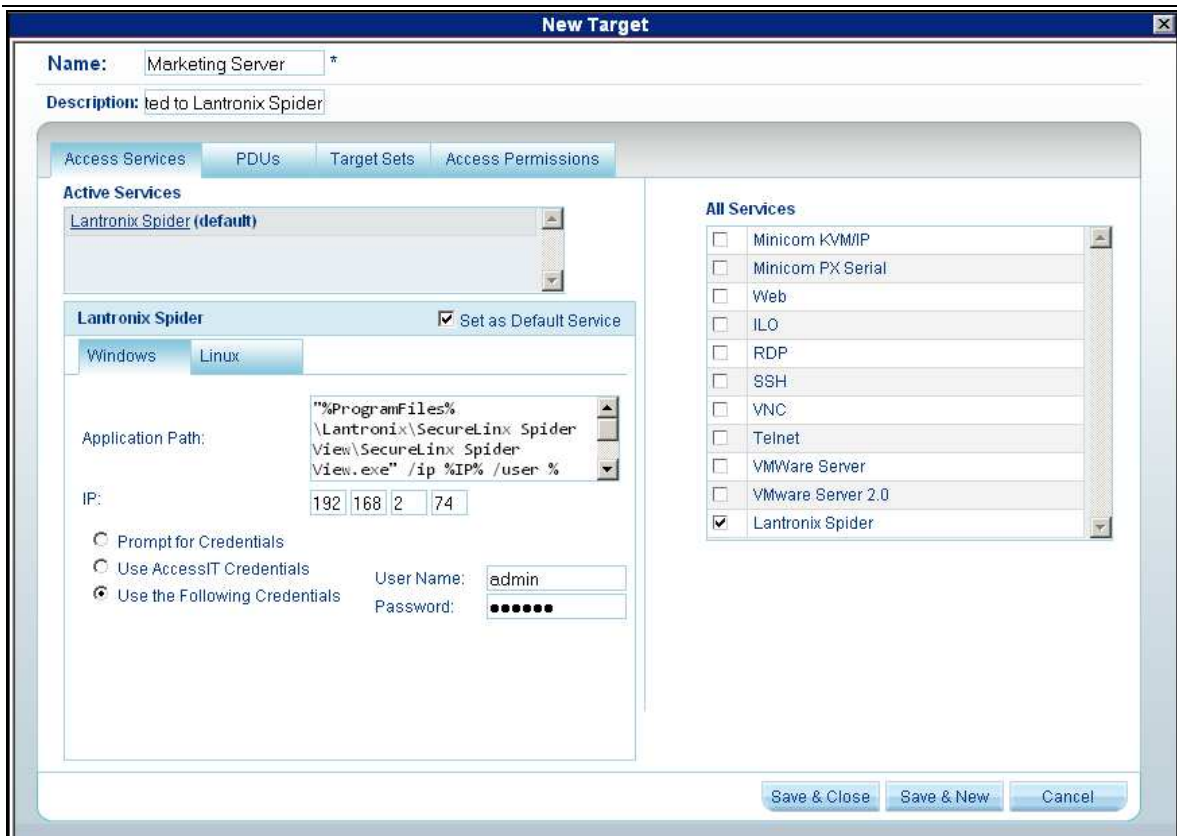 New Target
Name: Marketing Server *
Description: ted to Lantronix Spider
Access Services PDUs Target Sets Access Permissions
Active Services
Lantronix Spider (default)
Lantronix Spider
Set as Default Service
Windows Linux
Application Path:
"%ProgramFiles%
\Lantronix\SecureLinx Spider
View\SecureLinx Spider
View.exe" /ip %IP% /user %
IP: 192 168 2 74
Prompt for Credentials
Use AccessIT Credentials
Use the Following Credentials
User Name: admin
Password: ●●●●●●
All Services
Minicom KVM/IP
Minicom PX Serial
Web
ILO
RDP
SSH
VNC
Telnet
VMWare Server
VMware Server 2.0
Lantronix Spider
Save & Close Save & New Cancel